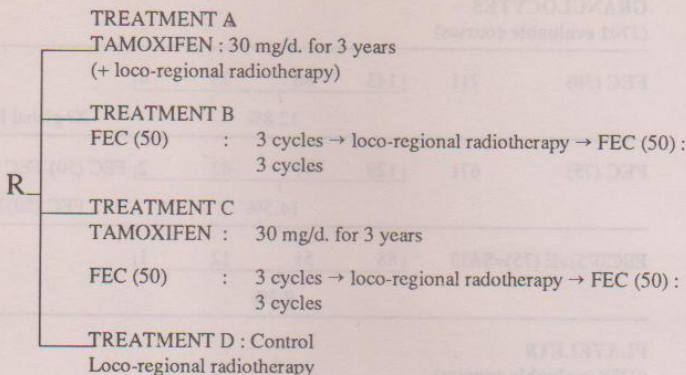 TREATMENT A
TAMOXIFEN : 30 mg/d. for 3 years
(+ loco-regional radiotherapy)
TREATMENT B
FEC (50) : 3 cycles → loco-regional radiotherapy → FEC (50) :
3 cycles
R
TREATMENT C
TAMOXIFEN : 30 mg/d. for 3 years
FEC (50) : 3 cycles → loco-regional radotherapy → FEC (50) :
3 cycles
TREATMENT D : Control
Loco-regional radiotherapy